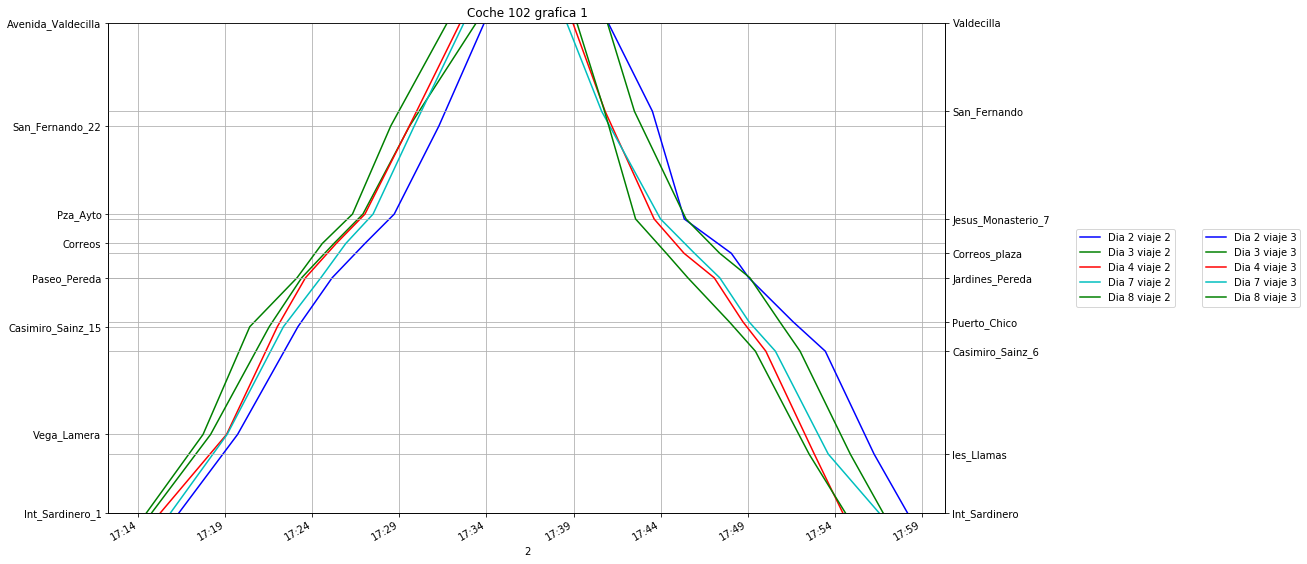 Coche 102 grafica 1
Avenida_Valdecilla
San_Fernando_22
Pza_Ayto
Correos
Paseo_Pereda
Casimiro_Sainz_15
Vega_Lamera
Int_Sardinero_1
Valdecilla
San_Fernando
Jesus_Monasterio_7
Correos_plaza
Jardines_Pereda
Puerto_Chico
Casimiro_Sainz_6
Ies_Llamas
Int_Sardinero
17:14
17:19
17:24
17:29
17:34
17:39
17:44
17:49
17:54
17:59
2
Dia 2 viaje 2
Dia 3 viaje 2
Dia 4 viaje 2
Dia 7 viaje 2
Dia 8 viaje 2
Dia 2 viaje 3
Dia 3 viaje 3
Dia 4 viaje 3
Dia 7 viaje 3
Dia 8 viaje 3